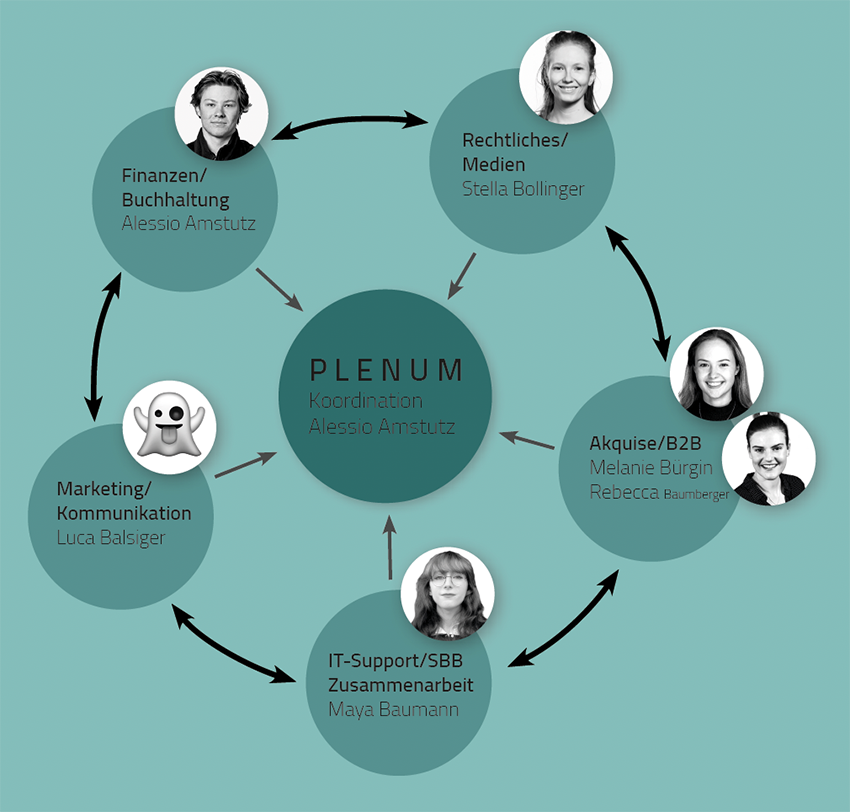 Finanzen/
Buchhaltung
Alessio Amstutz
Rechtliches/
Medien
Stella Bollinger
PLENUM
Koordination
Alessio Amstutz
Akquise/B2B
Melanie Bürgin
Rebecca Baumberger
Marketing/
Kommunikation
Luca Balsiger
IT-Support/SBB
Zusammenarbeit
Maya Baumann